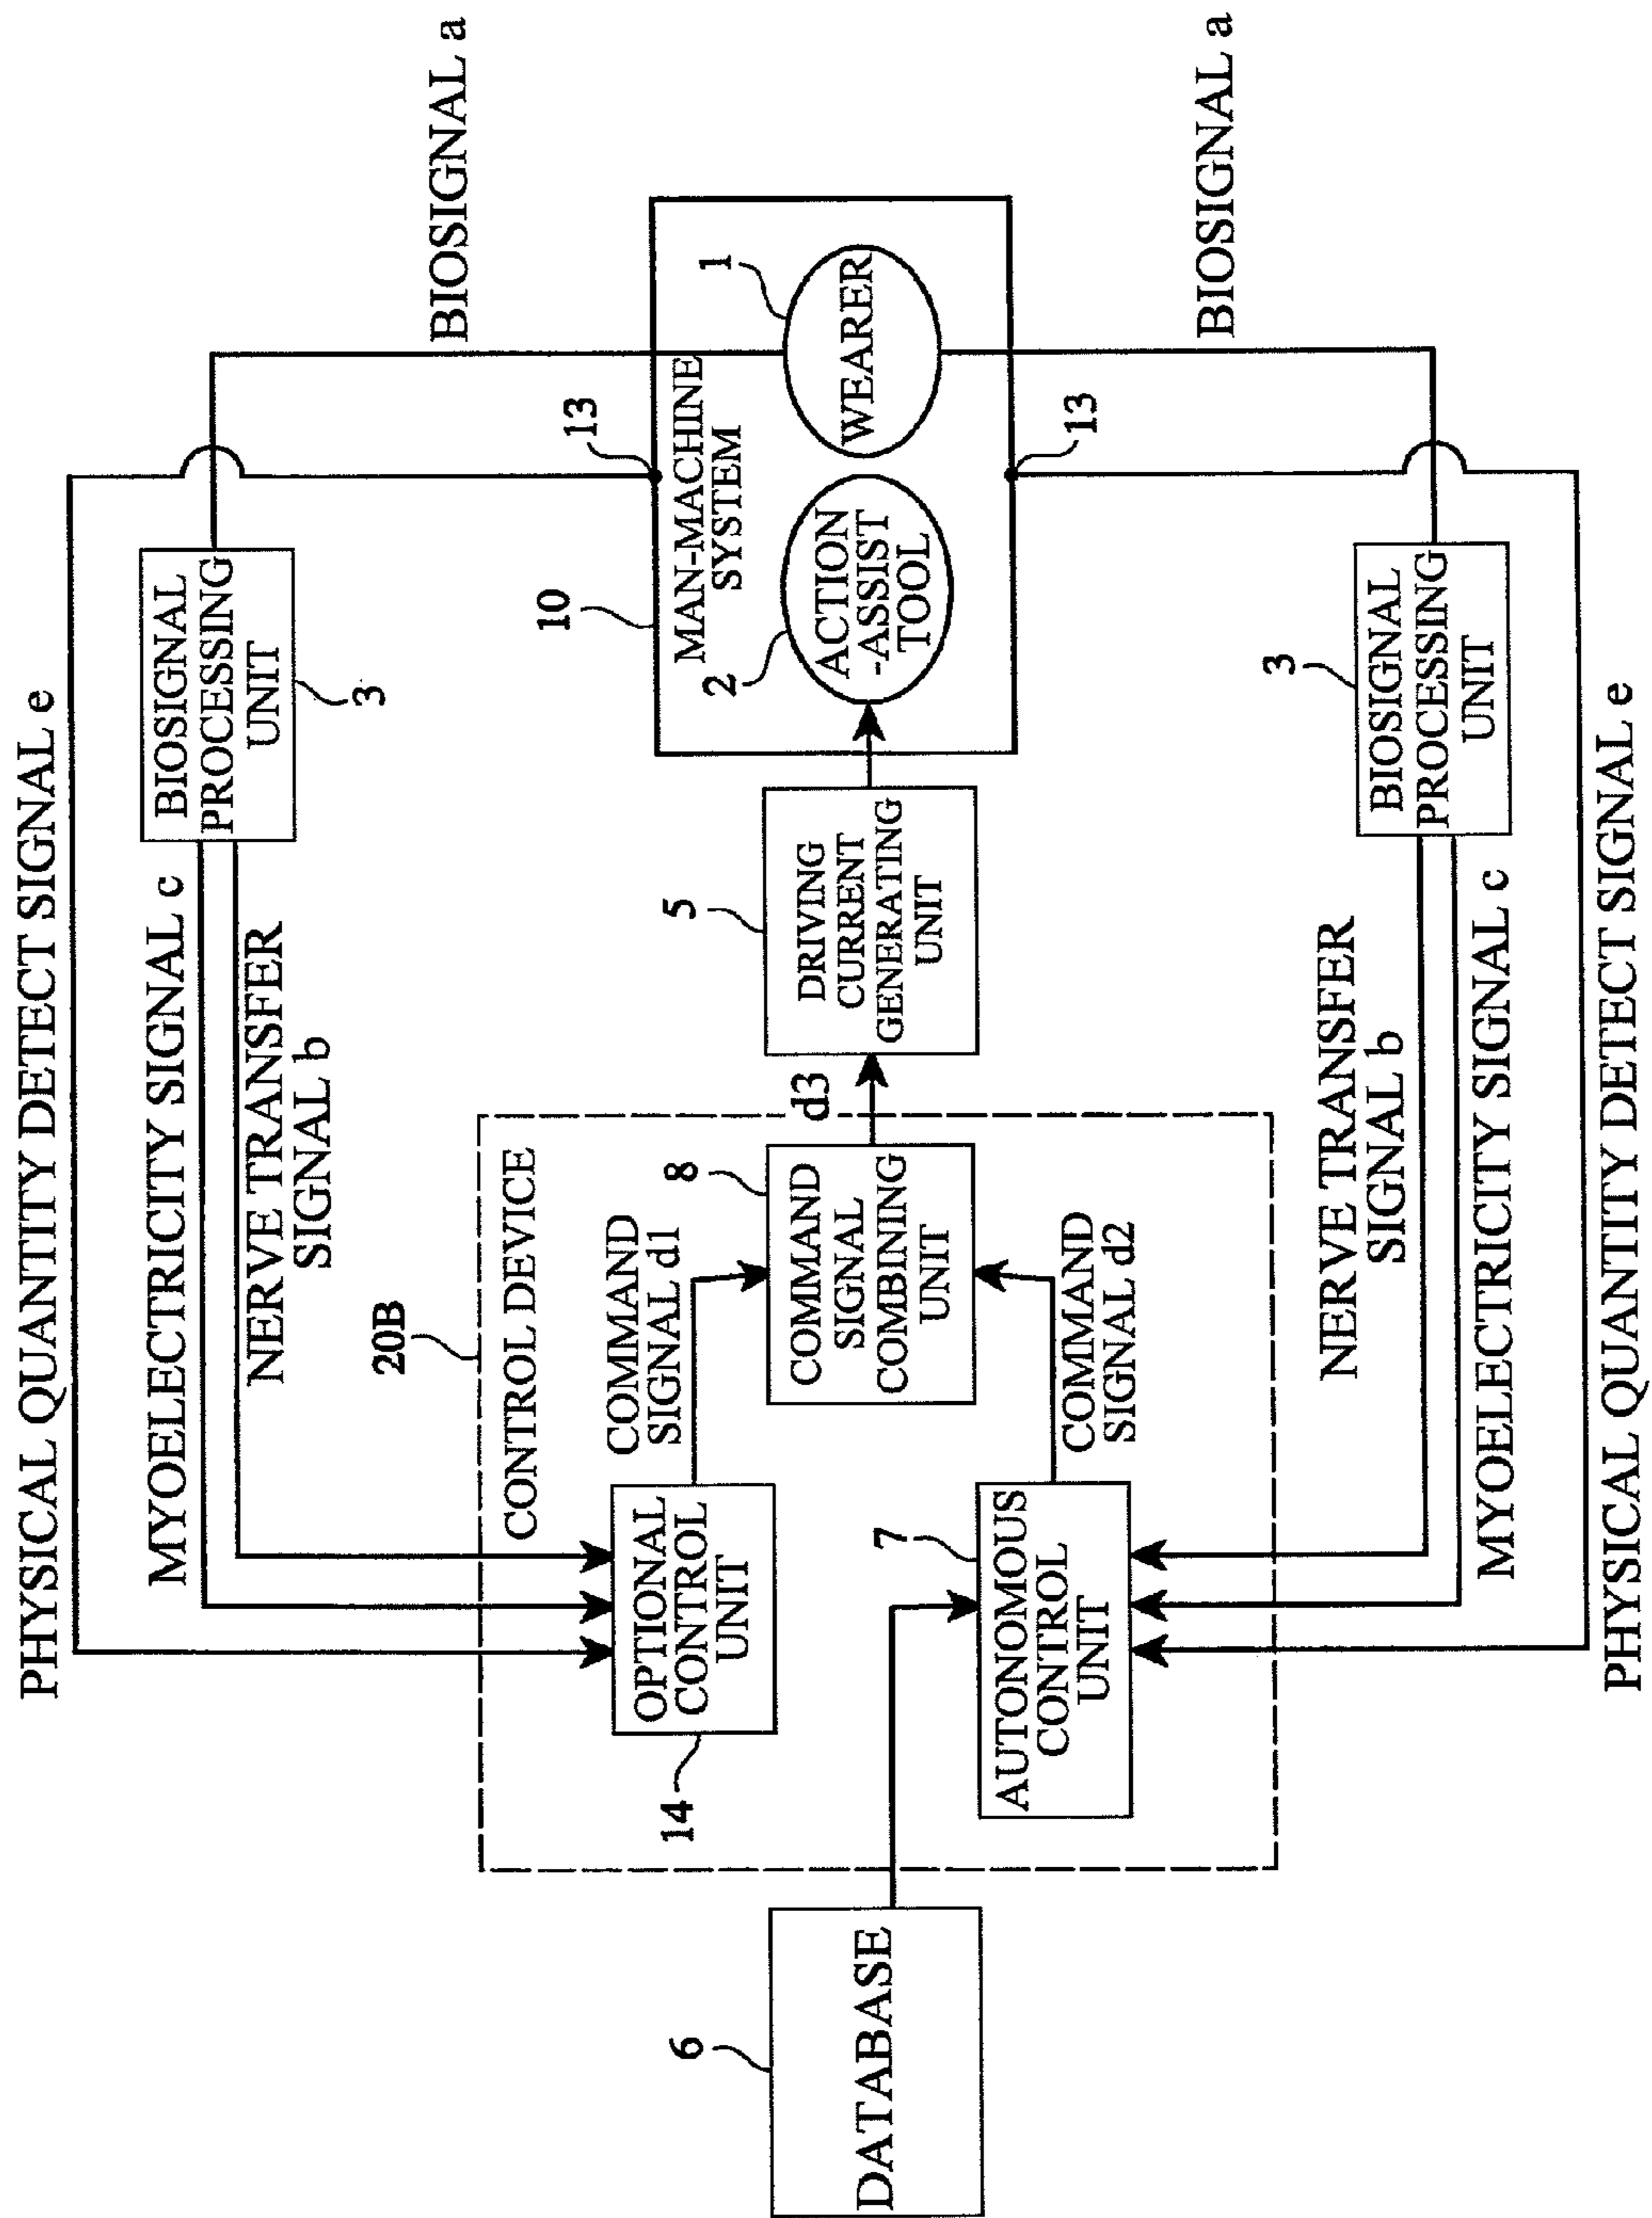 PHYSICAL QUANTITY DETECT SIGNAL e
MYOELECTRICITY SIGNAL c
NERVE TRANSFER
SIGNAL b
BIOSIGNAL
PROCESSING
UNIT
3
BIOSIGNAL a
20B
CONTROL DEVICE
14
OPTIONAL
CONTROL
UNIT
COMMAND
SIGNAL d1
8
COMMAND
SIGNAL
COMBINING
UNIT
d3
5
DRIVING
CURRENT
GENERATING
UNIT
10
13
MAN-MACHINE
SYSTEM
2
ACTION
-ASSIST
TOOL
1
WEARER
6
DATABASE
7
AUTONOMOUS
CONTROL
UNIT
COMMAND
SIGNAL d2
13
BIOSIGNAL a
3
BIOSIGNAL
PROCESSING
UNIT
NERVE TRANSFER
SIGNAL b
MYOELECTRICITY SIGNAL c
PHYSICAL QUANTITY DETECT SIGNAL e